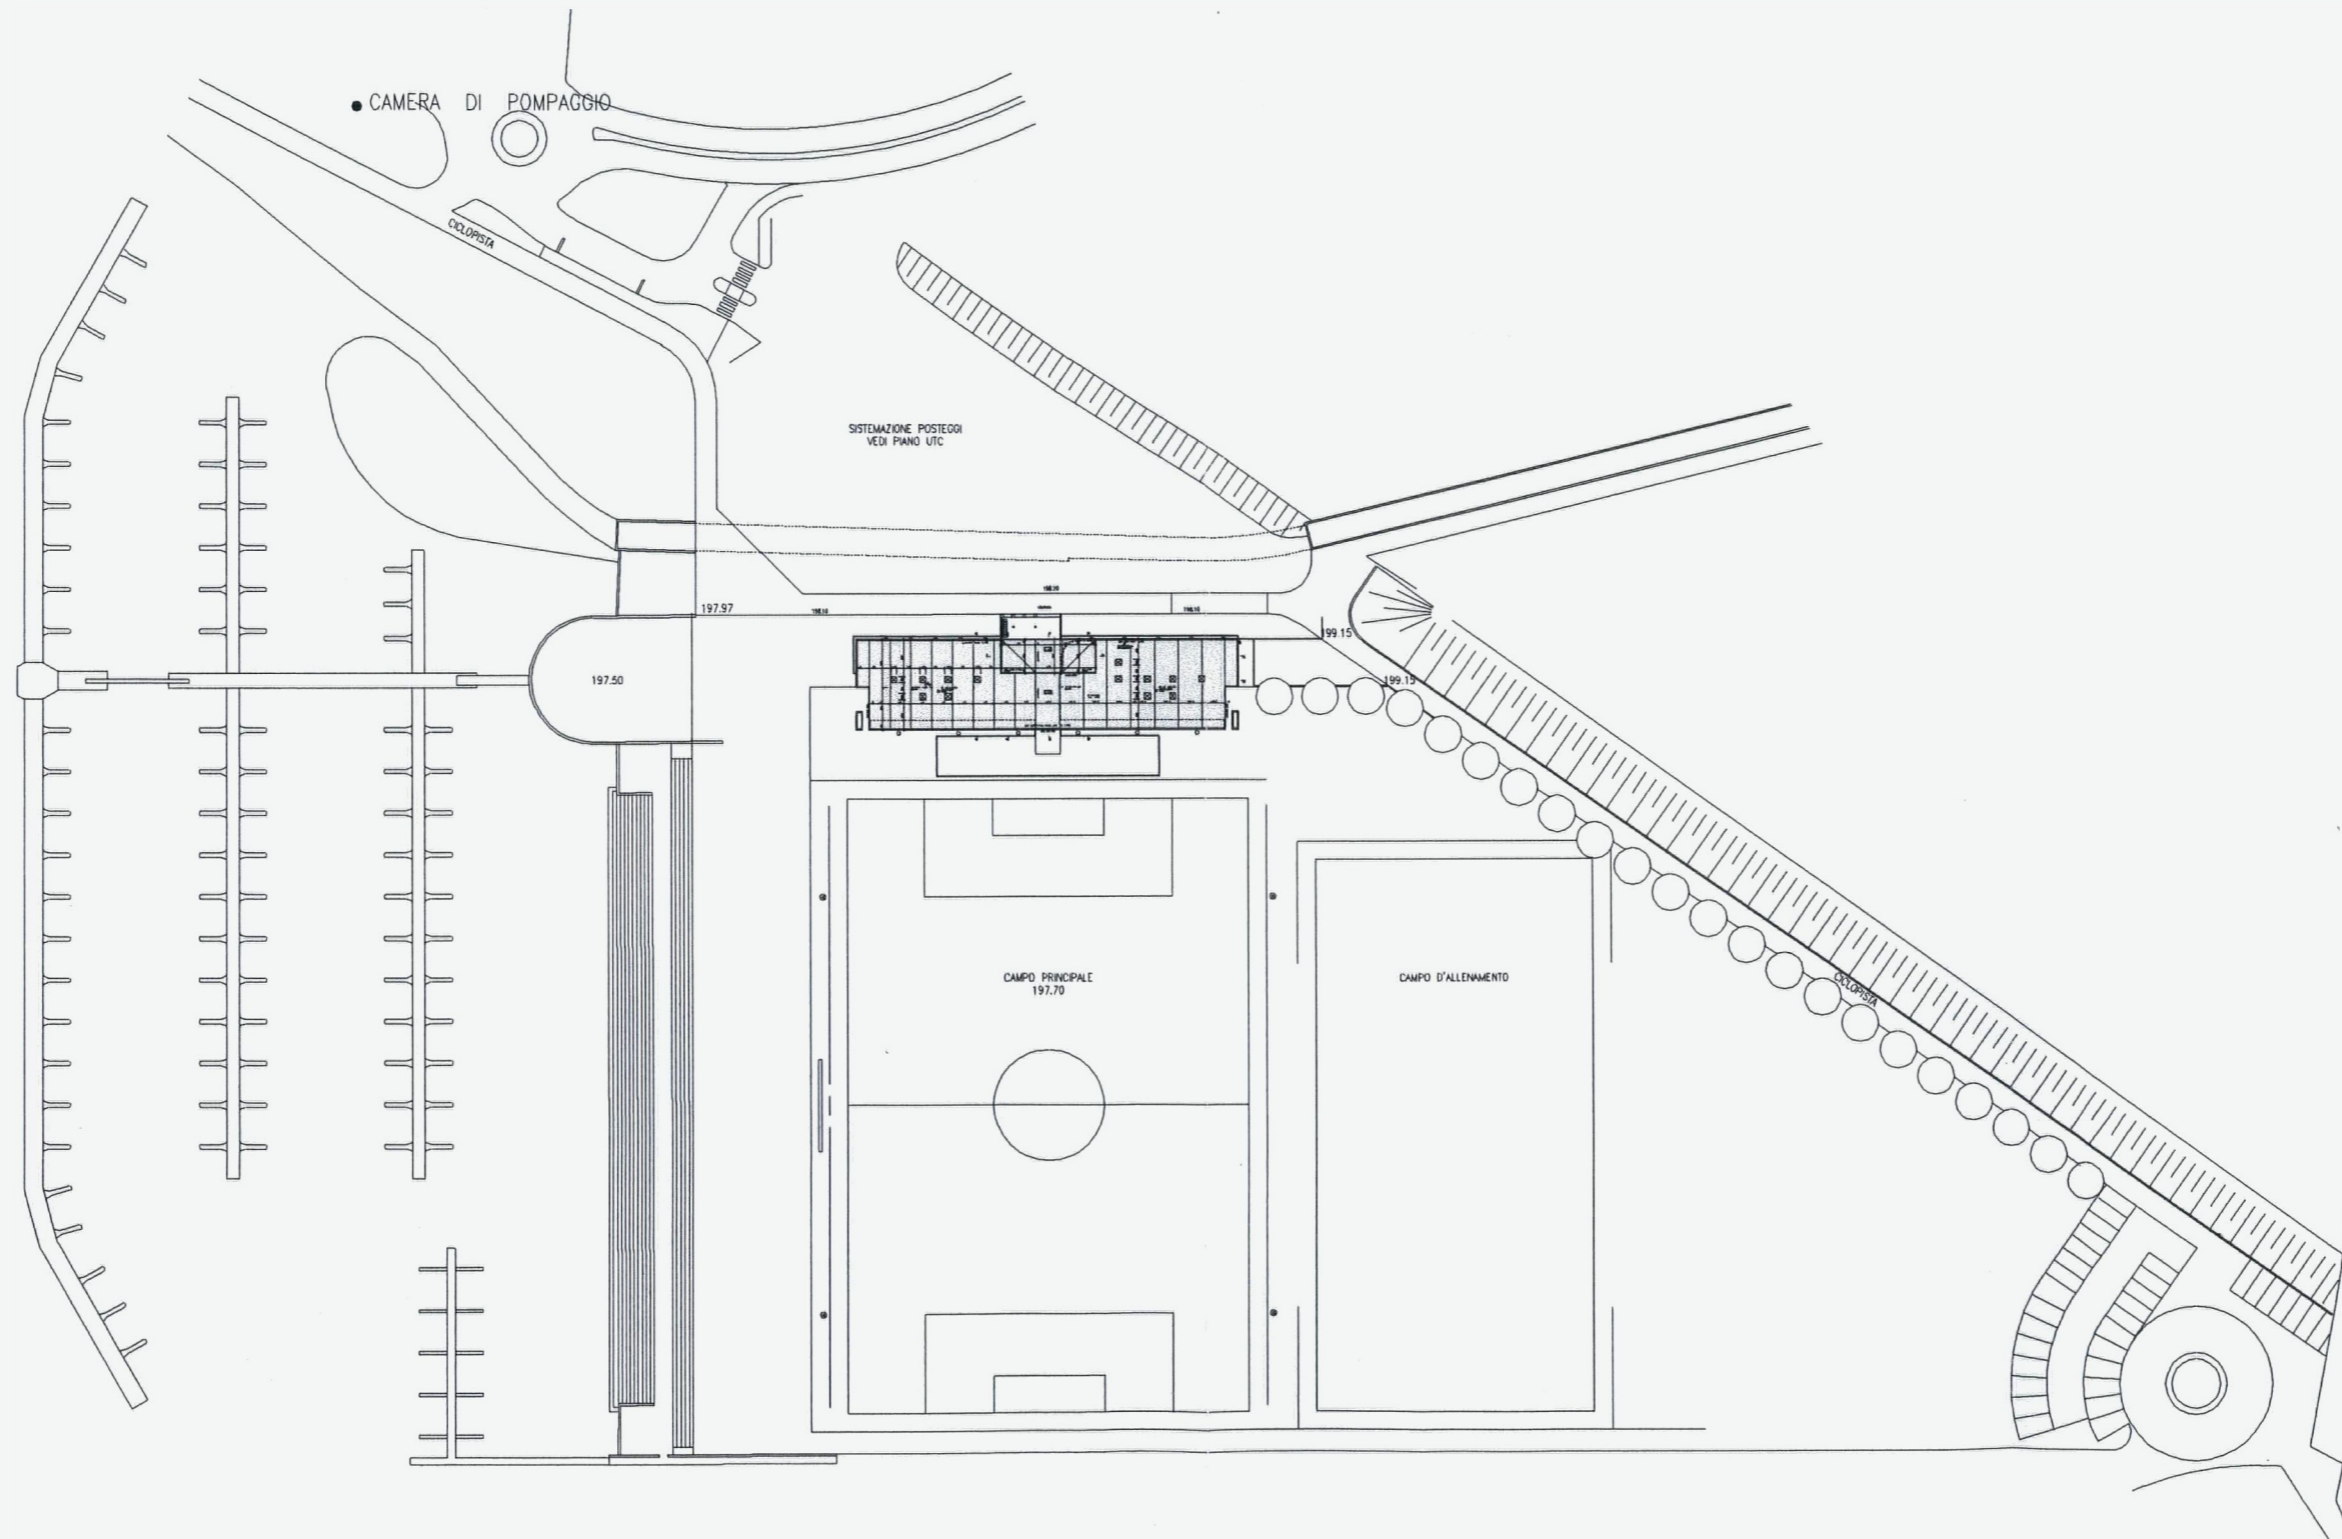 CAMERA DI POMPAGGIO
CICLOPISTA
SISTEMAZIONE POSTEGGI
VEDI PIANO UTC
197.97
199.15
197.50
199.15
CAMPO PRINCIPALE
197.70
CAMPO D'ALLENAMENTO
CICLOPISTA